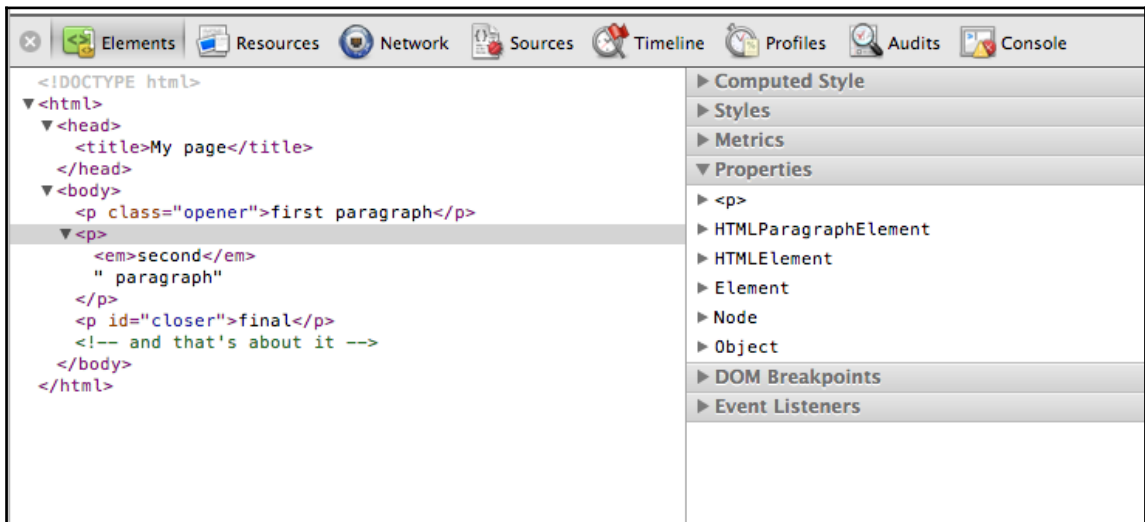 Elements Resources Network Sources Timeline Profiles Audits Console
<!DOCTYPE html>
▼<html>
▼<head>
<title>My page</title>
</head>
▼<body>
<p class="opener">first paragraph</p>
▼<p>
<em>second</em>
" paragraph"
</p>
<p id="closer">final</p>
<!-- and that's about it -->
</body>
</html>
▶Computed Style
▶Styles
▶Metrics
▼Properties
▶<p>
▶HTMLParagraphElement
▶HTMLElement
▶Element
▶Node
▶Object
▶DOM Breakpoints
▶Event Listeners